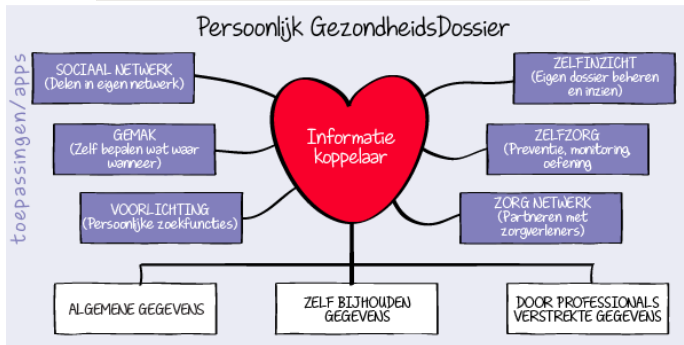 Persoonlijk GezondheidsDossier
toepassingen/apps
SOCIAAL NETWERK
(Delen in eigen netwerk)
GEMAK
(Zelf bepalen wat waar
wanneer)
VOORLICHTING
(Persoonlijke zoekfuncties)
Informatie
koppelaar
ZELFINZICHT
(Eigen dossier beheren
en inzien)
ZELFZORG
(Preventie, monitoring,
oefening
ZORG NETWERK
(Partneren met
zorgverleners)
ALGEMENE GEGEVENS
ZELF BIJHOUDEN
GEGEVENS
DOOR PROFESSIONALS
VERSTREKTE GEGEVENS